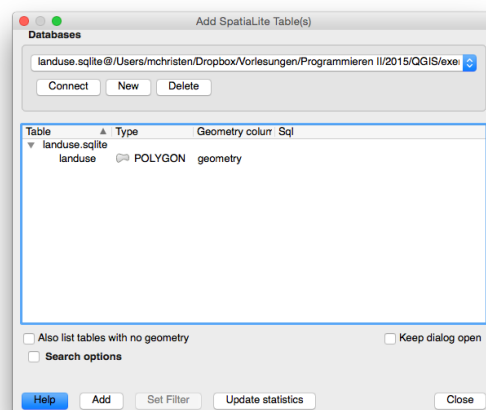 Add SpatiaLite Table(s)
Databases
landuse.sqlite@/Users/mchristen/Dropbox/Vorlesungen/Programmieren II/2015/QGIS/exe
Connect New Delete
Table Type Geometry colum Sql
landuse.sqlite
landuse POLYGON geometry
Also list tables with no geometry Keep dialog open
Search options
Help Add Set Filter Update statistics Close